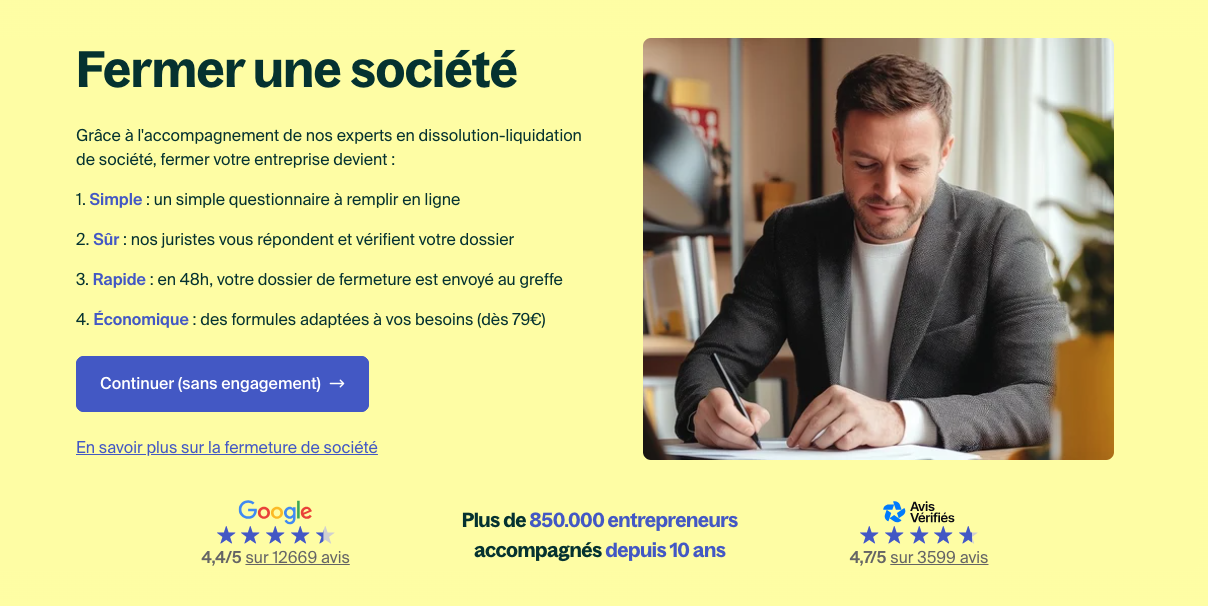 Fermer une société
Grâce à l'accompagnement de nos experts en dissolution-liquidation
de société, fermer votre entreprise devient :
1. Simple : un simple questionnaire à remplir en ligne
2. Sûr : nos juristes vous répondent et vérifient votre dossier
3. Rapide : en 48h, votre dossier de fermeture est envoyé au greffe
4. Économique : des formules adaptées à vos besoins (dès 79€)
Continuer (sans engagement) →
En savoir plus sur la fermeture de société
Google
4,4/5 sur 12669 avis
Plus de 850.000 entrepreneurs
accompagnés depuis 10 ans
Avis
Vérifiés
4,7/5 sur 3599 avis